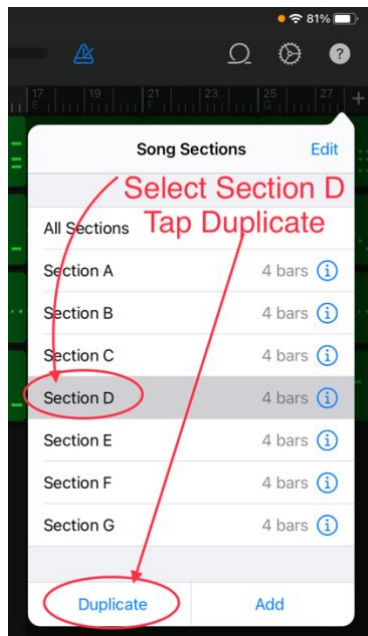 81%
?
17 19 21 23 25 27 +
E F G
Song Sections Edit
Select Section D
Tap Duplicate
All Sections
Section A 4 bars i
Section B 4 bars i
Section C 4 bars i
Section D 4 bars i
Section E 4 bars i
Section F 4 bars i
Section G 4 bars i
Duplicate Add